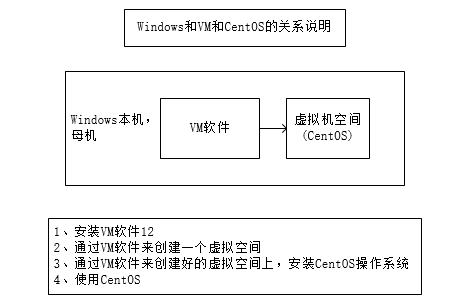 Windows和VM和CentOS的关系说明
Windows本机，
母机
VM软件
虚拟机空间
(CentOS)
1、安装VM软件12
2、通过VM软件来创建一个虚拟空间
3、通过VM软件来创建好的虚拟空间上，安装CentOS操作系统
4、使用CentOS